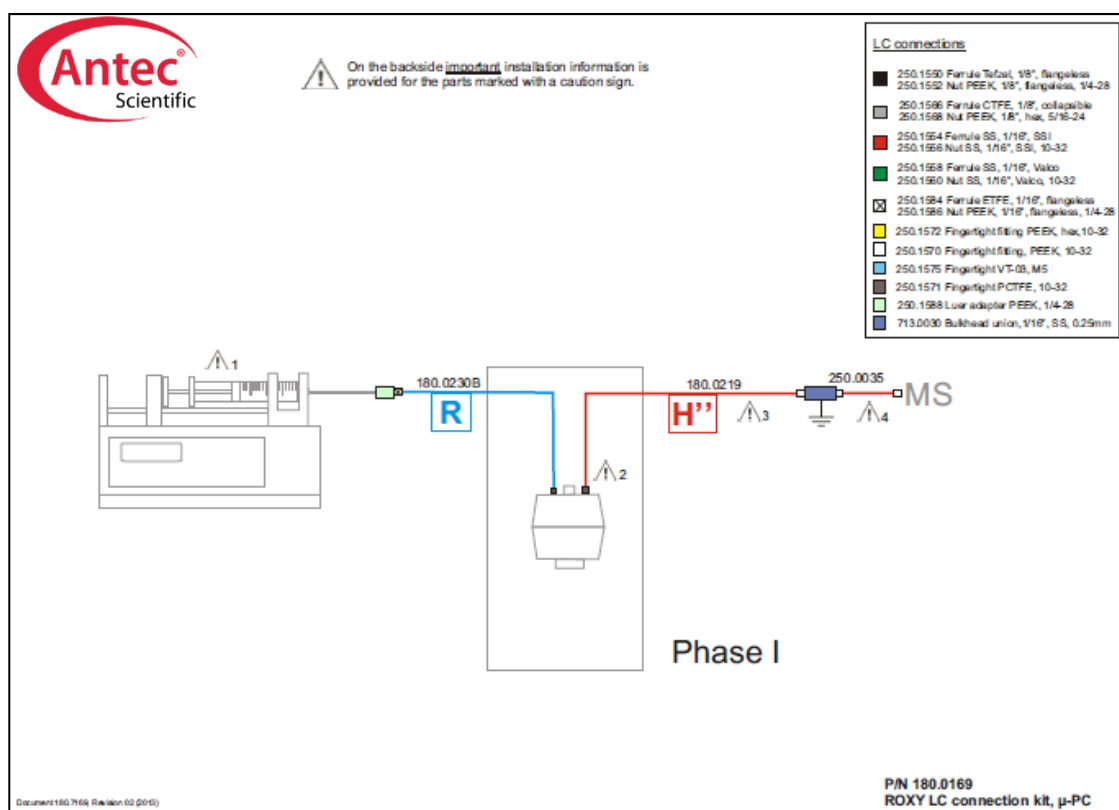 Antec®
Scientific
On the backside important installation information is
provided for the parts marked with a caution sign.
LC connections
250.1550 Ferrule Tefzel, 1/8", flangeless
250.1552 Nut PEEK, 1/8", flangeless, 1/4-28
250.1566 Ferrule CTFE, 1/8", collapsible
250.1568 Nut PEEK, 1/8", hex, 5/16-24
250.1554 Ferrule SS, 1/16", SSI
250.1556 Nut SS, 1/16", SSI, 10-32
250.1558 Ferrule SS, 1/16", Valco
250.1560 Nut SS, 1/16", Valco, 10-32
250.1584 Ferrule ETFE, 1/16", flangeless
250.1586 Nut PEEK, 1/16", flangeless, 1/4-28
250.1572 Fingertight fitting PEEK, hex,10-32
250.1570 Fingertight fitting, PEEK, 10-32
250.1575 Fingertight VT-03, M5
250.1571 Fingertight PCTFE, 10-32
250.1588 Luer adapter PEEK, 1/4-28
713.0030 Bulkhead union,1/16", SS, 0.25mm
1
180.0230B
R
180.0219
H’’
3
250.0035
4
MS
2
Phase I
P/N 180.0169
ROXY LC connection kit, µ-PC
Document 180.7169, Revision 02 (2013)